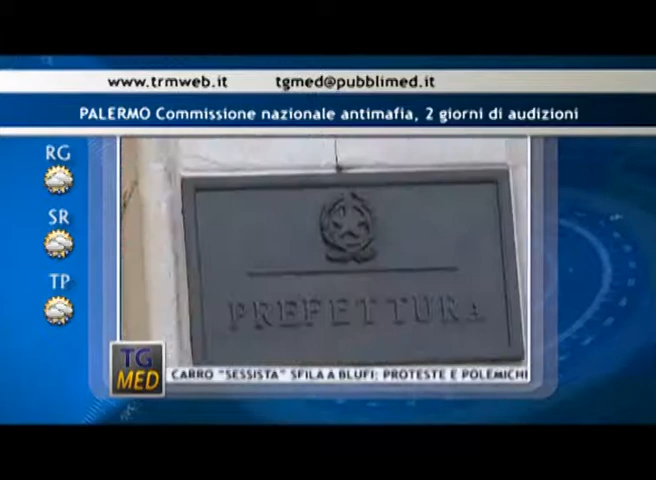 www.trmweb.it tgmed@pubblimed.it
PALERMO Commissione nazionale antimafia, 2 giorni di audizioni
RG
SR
TP
PREFETTURA
TG
MED
CARRO "SESSISTA" SFILA A BLUFI: PROTESTE E POLEMICHE